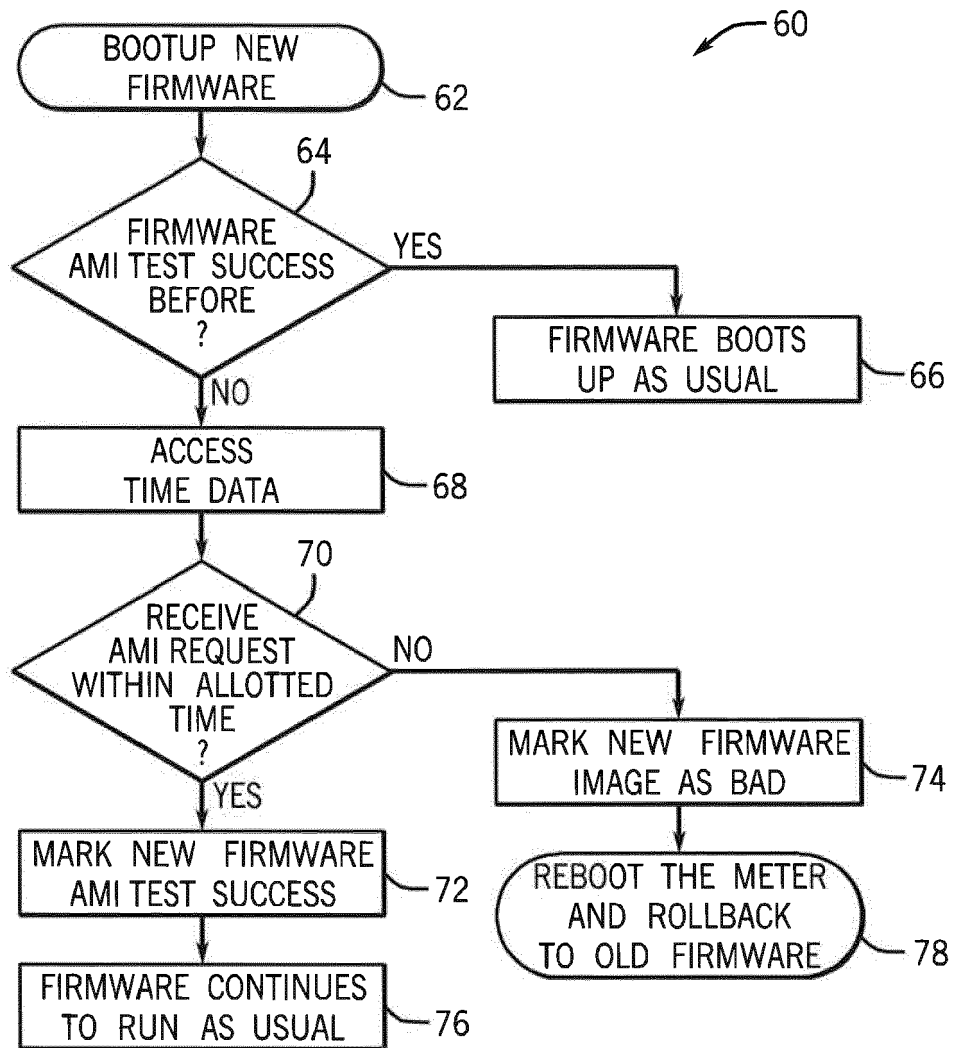 60
BOOTUP NEW
FIRMWARE
62
64
FIRMWARE
AMI TEST SUCCESS
BEFORE
?
YES
FIRMWARE BOOTS
UP AS USUAL
66
NO
ACCESS
TIME DATA
68
70
RECEIVE
AMI REQUEST
WITHIN ALLOTTED
TIME
?
NO
MARK NEW FIRMWARE
IMAGE AS BAD
74
YES
MARK NEW FIRMWARE
AMI TEST SUCCESS
72
REBOOT THE METER
AND ROLLBACK
TO OLD FIRMWARE
78
FIRMWARE CONTINUES
TO RUN AS USUAL
76